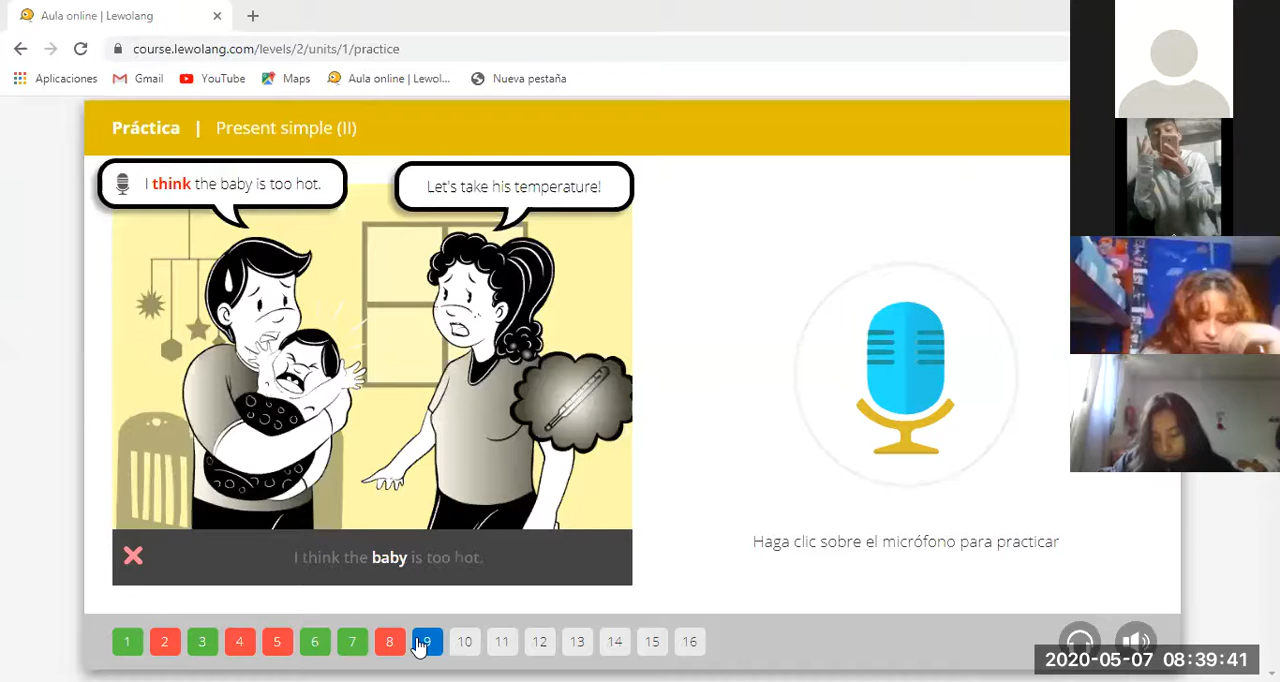 Aula online | Lewolang
course.lewolang.com/levels/2/units/1/practice
Aplicaciones Gmail YouTube Maps Aula online | Lewol... Nueva pestaña
Práctica | Present simple (II)
I think the baby is too hot.
Let's take his temperature!
I think the baby is too hot.
Haga clic sobre el micrófono para practicar
1 2 3 4 5 6 7 8 9 10 11 12 13 14 15 16
2020-05-07 08:39:41